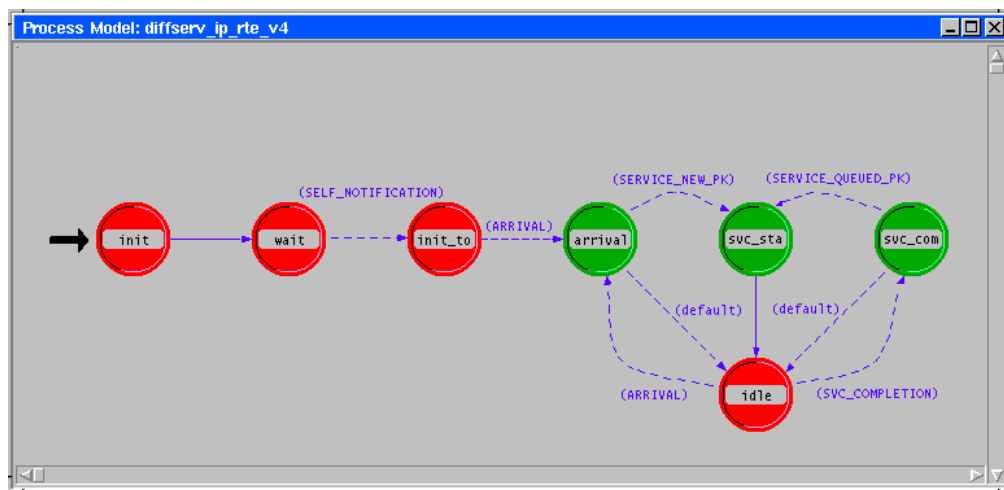 Process Model: diffserv_ip_rte_v4
(SERVICE_NEW_PK)
(SERVICE_QUEUED_PK)
(SELF_NOTIFICATION)
(ARRIVAL)
init
wait
init_to
arrival
svc_sta
svc_com
(default)
(default)
(ARRIVAL)
idle
(SVC_COMPLETION)